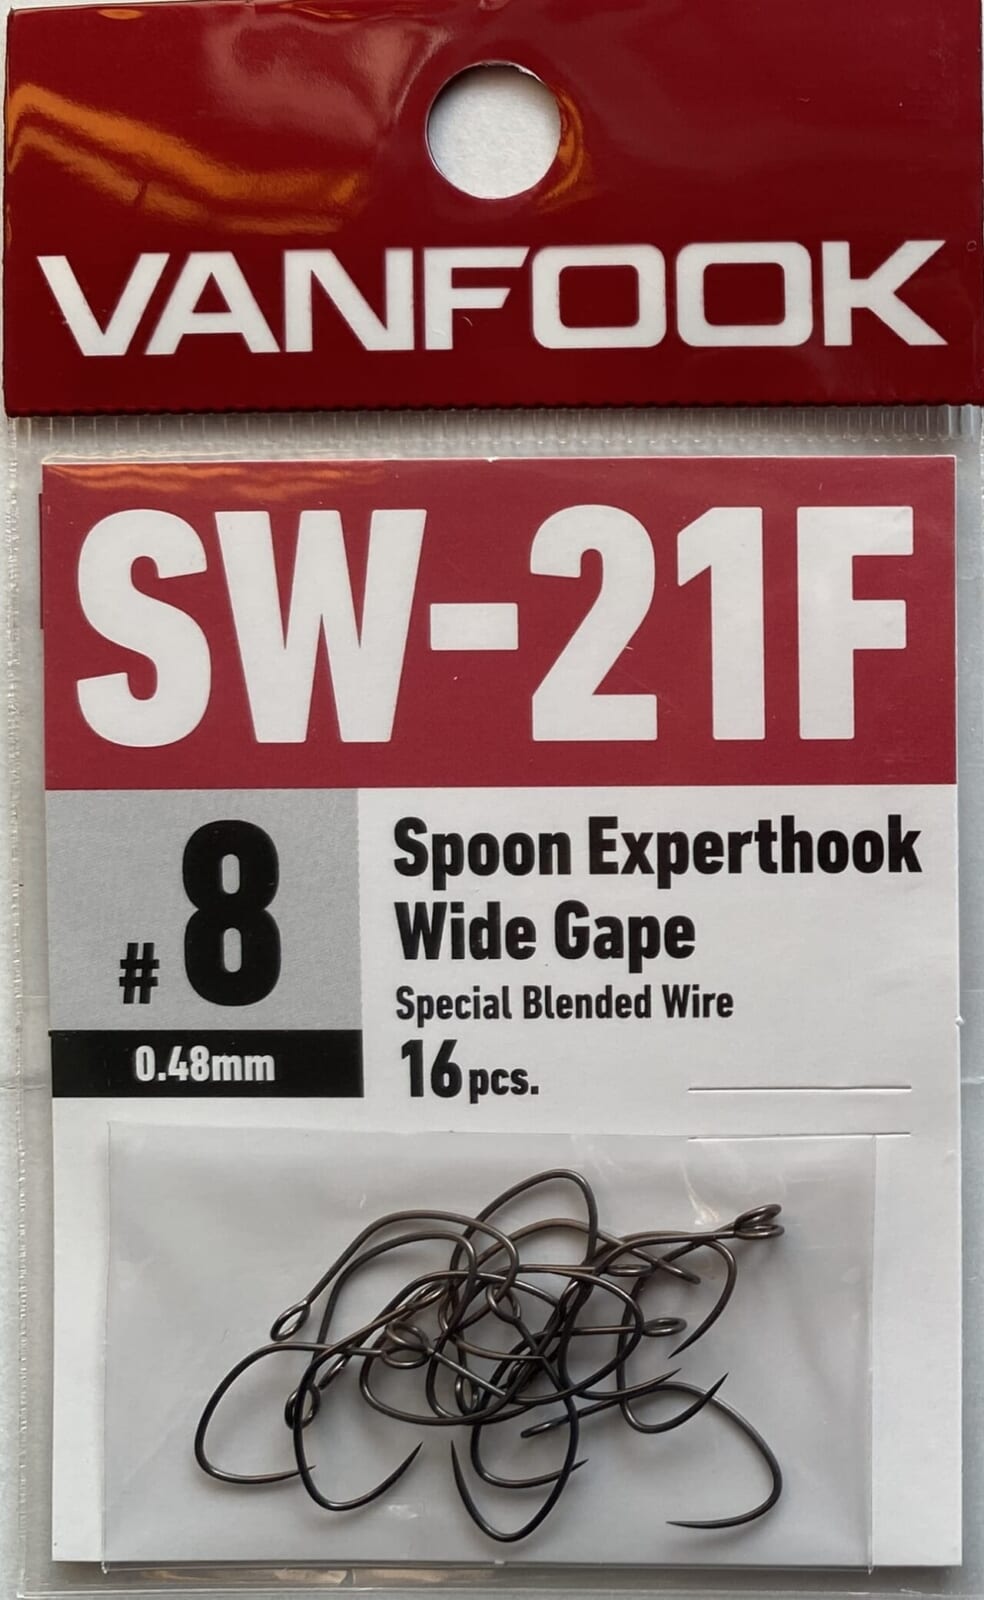 VANFOOK
SW-21F
#8
0.48mm
Spoon Experthook
Wide Gape
Special Blended Wire
16pcs.